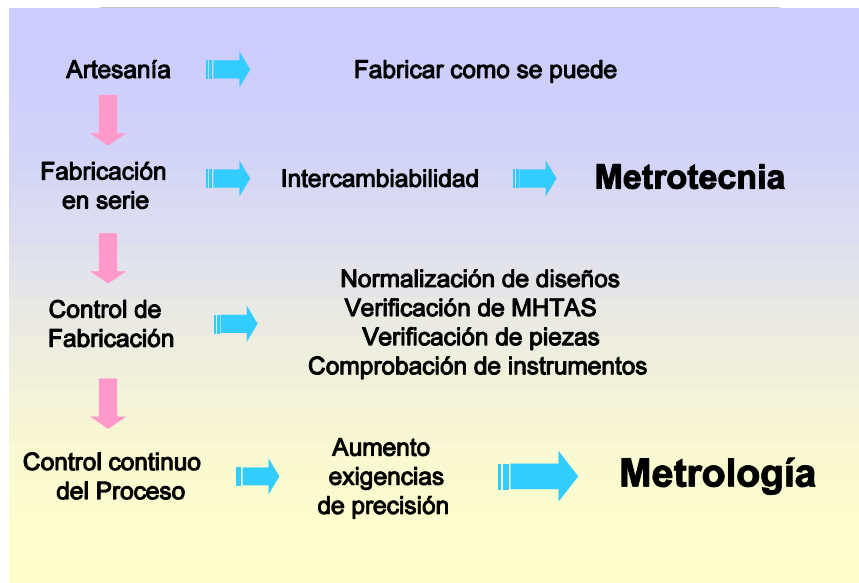 Artesanía
Fabricar como se puede
Fabricación
en serie
Intercambiabilidad
Metrotecnia
Control de
Fabricación
Normalización de diseños
Verificación de MHTAS
Verificación de piezas
Comprobación de instrumentos
Control continuo
del Proceso
Aumento
exigencias
de precisión
Metrología